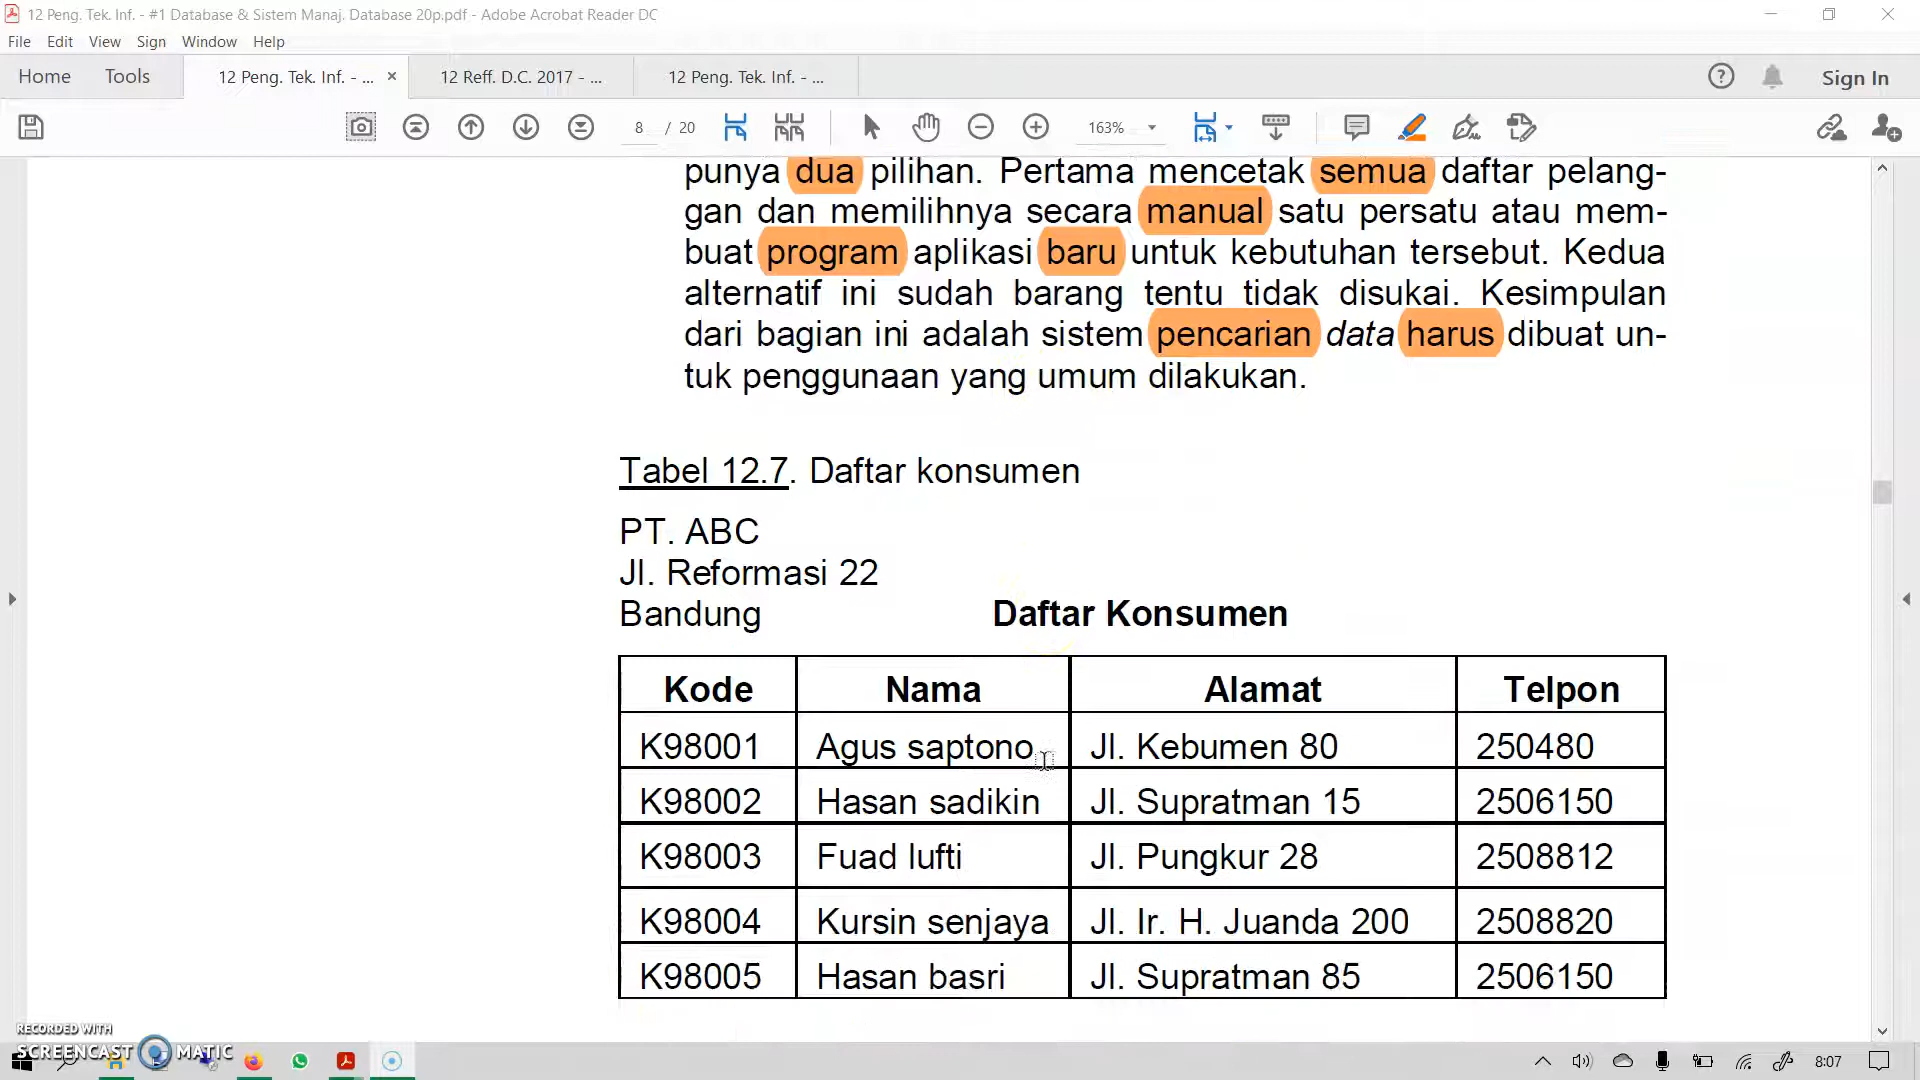 12 Peng. Tek. Inf. - #1 Database & Sistem Manaj. Database 20p.pdf - Adobe Acrobat Reader DC
File Edit View Sign Window Help
Home Tools 12 Peng. Tek. Inf. - ... × 12 Reff. D.C. 2017 - ... 12 Peng. Tek. Inf. - ... ? Sign In
8 / 20 163%
punya dua pilihan. Pertama mencetak semua daftar pelang-
gan dan memilihnya secara manual satu persatu atau mem-
buat program aplikasi baru untuk kebutuhan tersebut. Kedua
alternatif ini sudah barang tentu tidak disukai. Kesimpulan
dari bagian ini adalah sistem pencarian data harus dibuat un-
tuk penggunaan yang umum dilakukan.
Tabel 12.7. Daftar konsumen
PT. ABC
Jl. Reformasi 22
Bandung Daftar Konsumen
Kode Nama Alamat Telpon
K98001 Agus saptono Jl. Kebumen 80 250480
K98002 Hasan sadikin Jl. Supratman 15 2506150
K98003 Fuad lufti Jl. Pungkur 28 2508812
K98004 Kursin senjaya Jl. Ir. H. Juanda 200 2508820
K98005 Hasan basri Jl. Supratman 85 2506150
RECORDED WITH
SCREENCAST MATIC
8:07